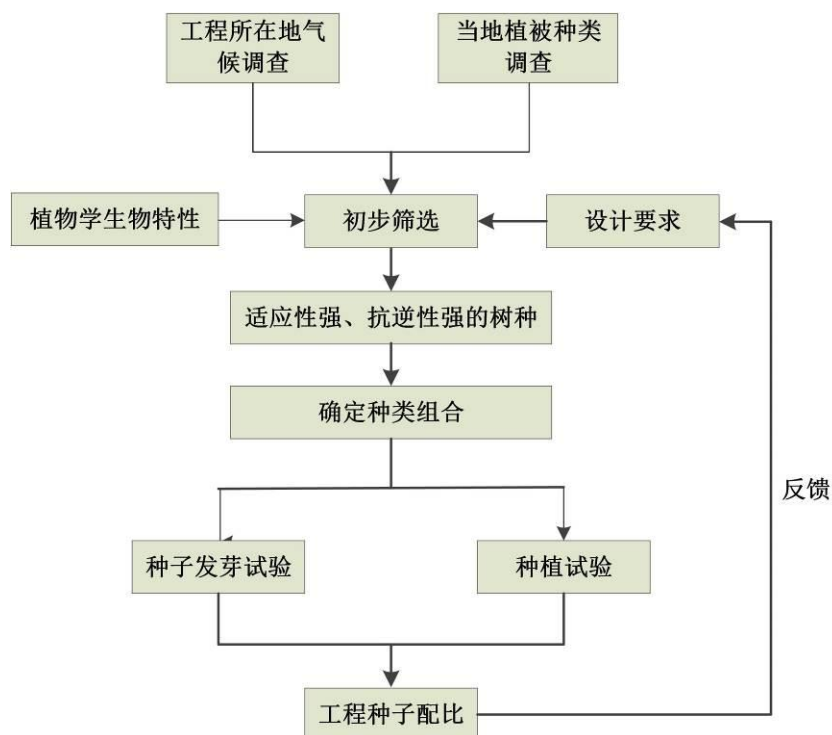 工程所在地气
候调查
当地植被种类
调查
植物学生物特性
初步筛选
设计要求
适应性强、抗逆性强的树种
确定种类组合
反馈
种子发芽试验
种植试验
工程种子配比